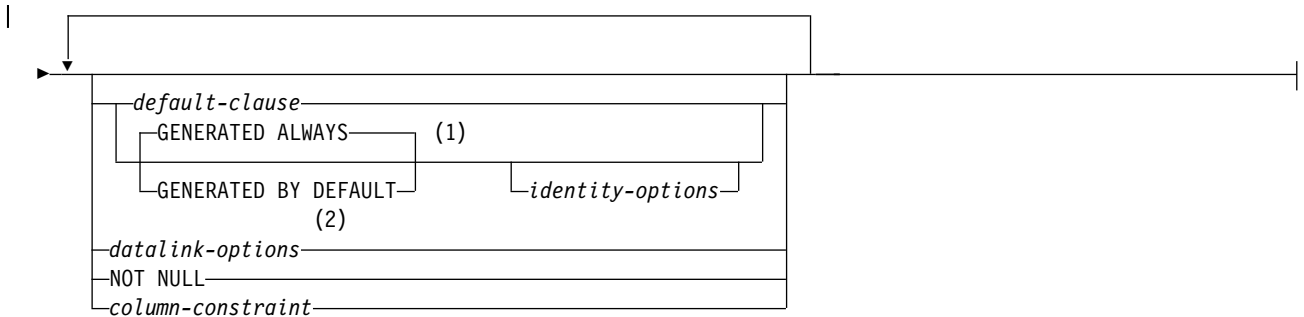 default-clause
GENERATED ALWAYS (1)
GENERATED BY DEFAULT identity-options
(2)
datalink-options
NOT NULL
column-constraint